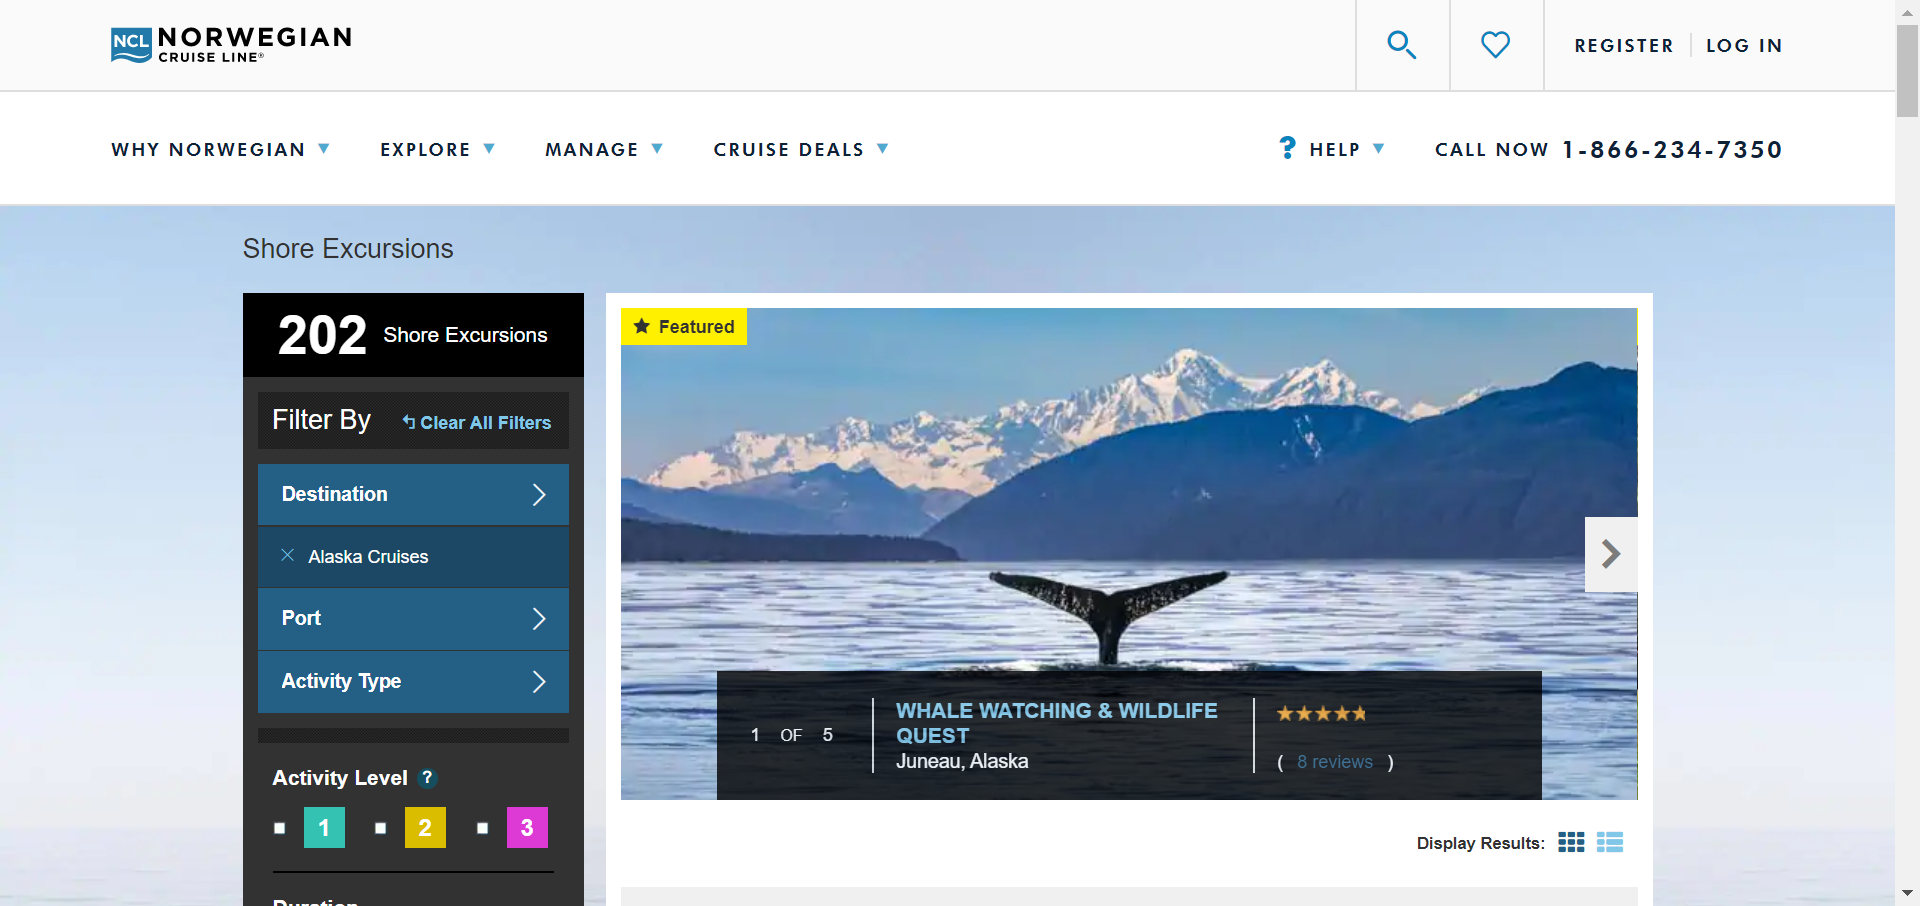 NCL NORWEGIAN
CRUISE LINE®
REGISTER
LOG IN
WHY NORWEGIAN
EXPLORE
MANAGE
CRUISE DEALS
? HELP
CALL NOW 1-866-234-7350
Shore Excursions
202 Shore Excursions
Filter By
Clear All Filters
Destination
Alaska Cruises
Port
Activity Type
Activity Level ?
1
2
3
Duration
Featured
1 OF 5
WHALE WATCHING & WILDLIFE
QUEST
Juneau, Alaska
( 8 reviews )
Display Results: